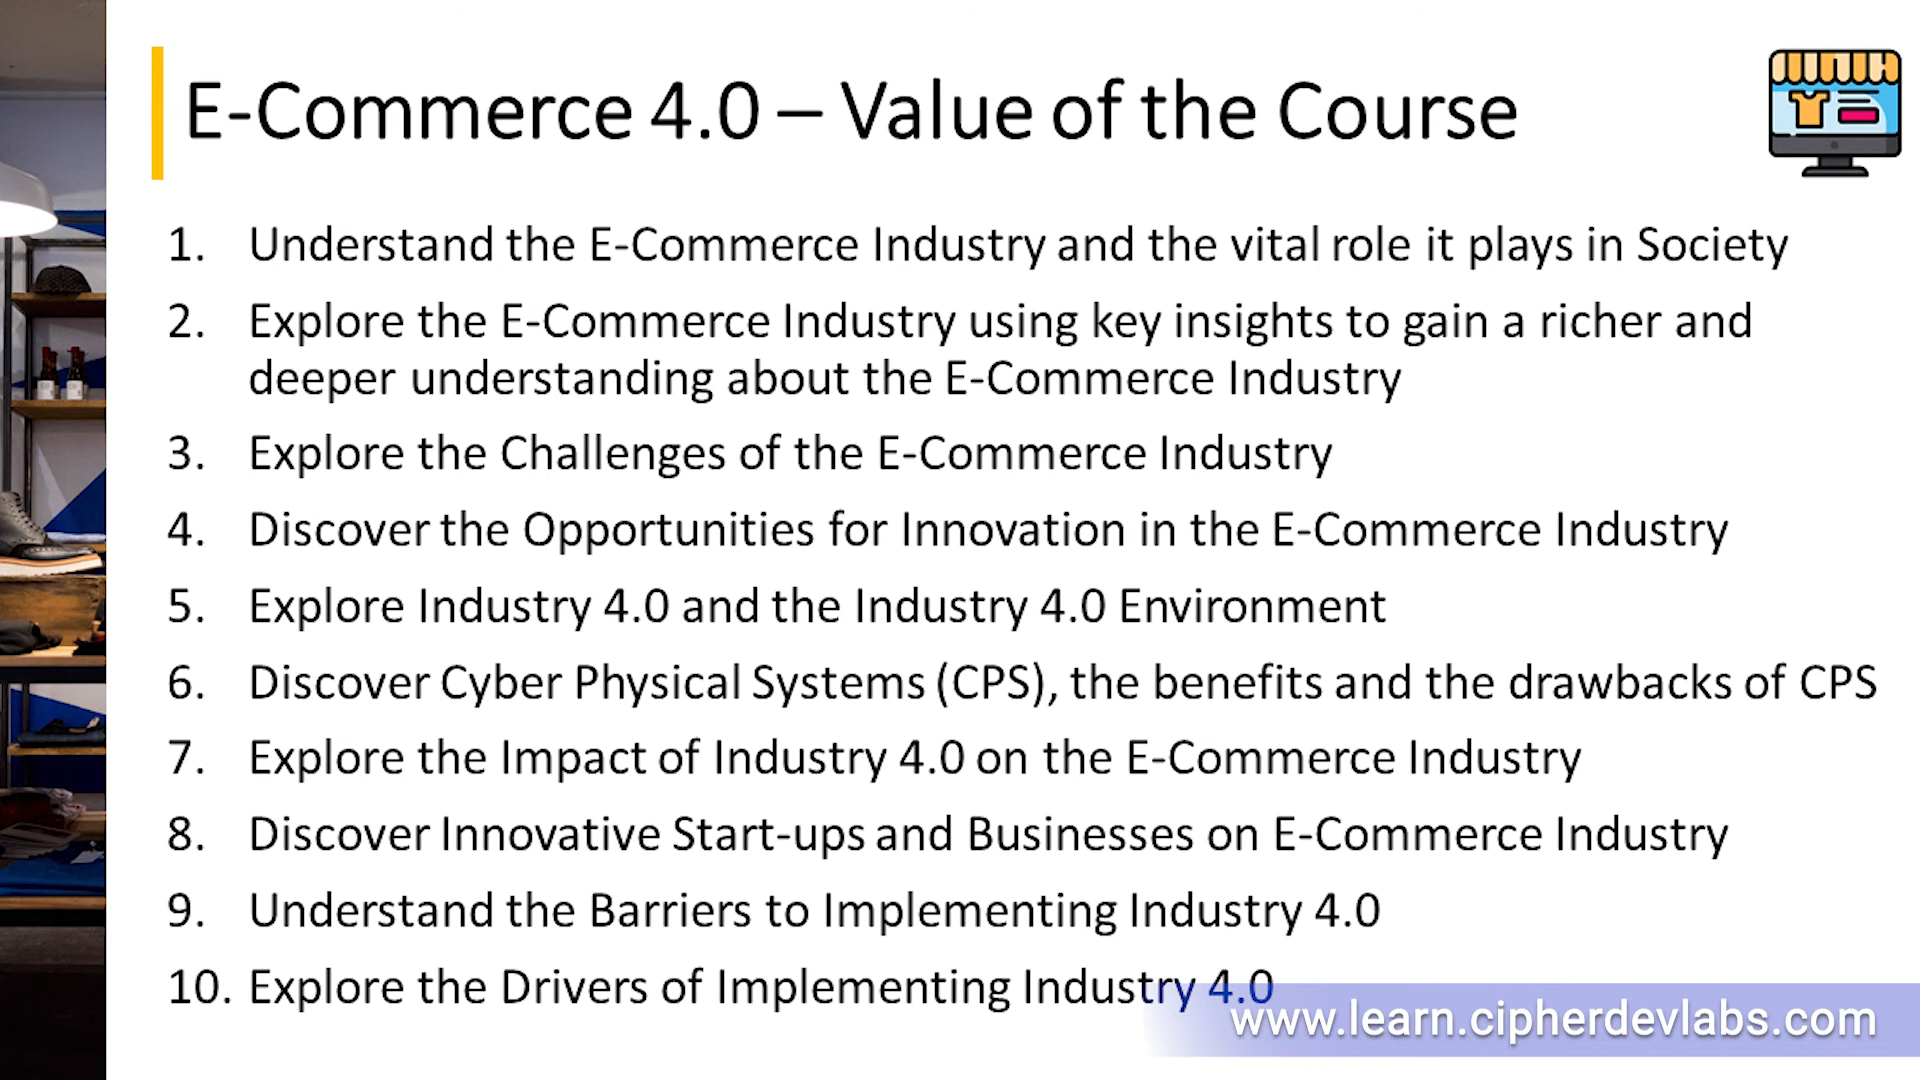 E-Commerce 4.0 – Value of the Course
1. Understand the E-Commerce Industry and the vital role it plays in Society
2. Explore the E-Commerce Industry using key insights to gain a richer and
deeper understanding about the E-Commerce Industry
3. Explore the Challenges of the E-Commerce Industry
4. Discover the Opportunities for Innovation in the E-Commerce Industry
5. Explore Industry 4.0 and the Industry 4.0 Environment
6. Discover Cyber Physical Systems (CPS), the benefits and the drawbacks of CPS
7. Explore the Impact of Industry 4.0 on the E-Commerce Industry
8. Discover Innovative Start-ups and Businesses on E-Commerce Industry
9. Understand the Barriers to Implementing Industry 4.0
10. Explore the Drivers of Implementing Industry 4.0
www.learn.cipherdevlabs.com